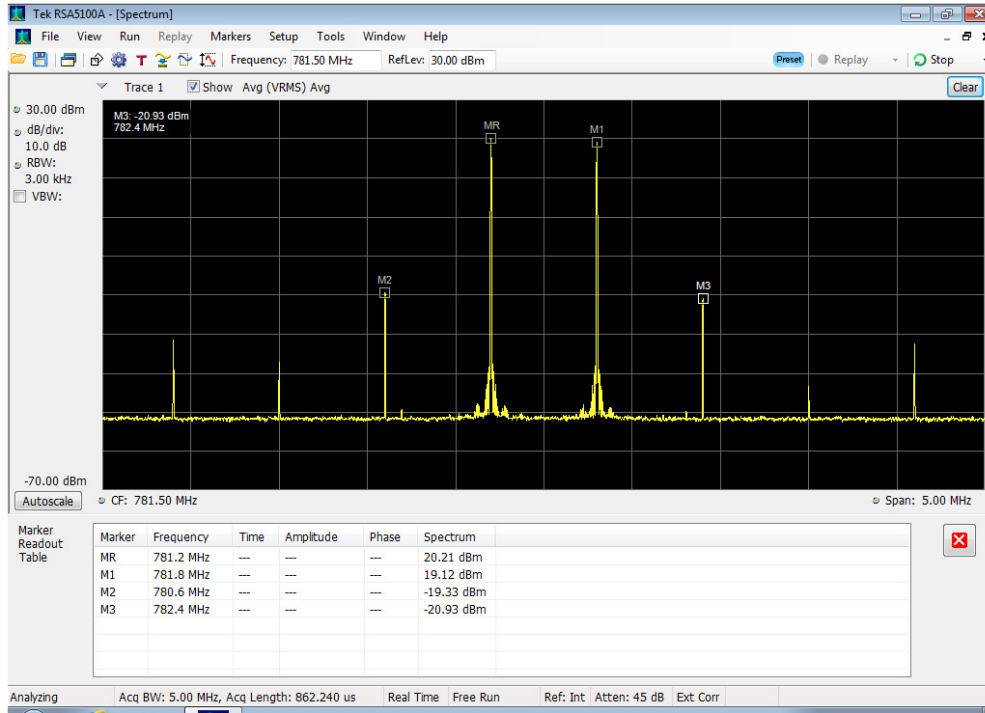 Tek RSA5100A - [Spectrum]
File View Run Replay Markers Setup Tools Window Help
T Frequency: 781.50 MHz RefLev: 30.00 dBm Preset Replay Stop
Trace 1 Show Avg (VRMS) Avg Clear
30.00 dBm
dB/div:
10.0 dB
RBW:
3.00 kHz
VBW:
-70.00 dBm
M3: -20.93 dBm
782.4 MHz
MR
M1
M2
M3
Autoscale CF: 781.50 MHz Span: 5.00 MHz
Marker
Readout
Table
Marker Frequency Time Amplitude Phase Spectrum
MR 781.2 MHz --- --- --- 20.21 dBm
M1 781.8 MHz --- --- --- 19.12 dBm
M2 780.6 MHz --- --- --- -19.33 dBm
M3 782.4 MHz --- --- --- -20.93 dBm
Analyzing Acq BW: 5.00 MHz, Acq Length: 862.240 us Real Time Free Run Ref: Int Atten: 45 dB Ext Corr